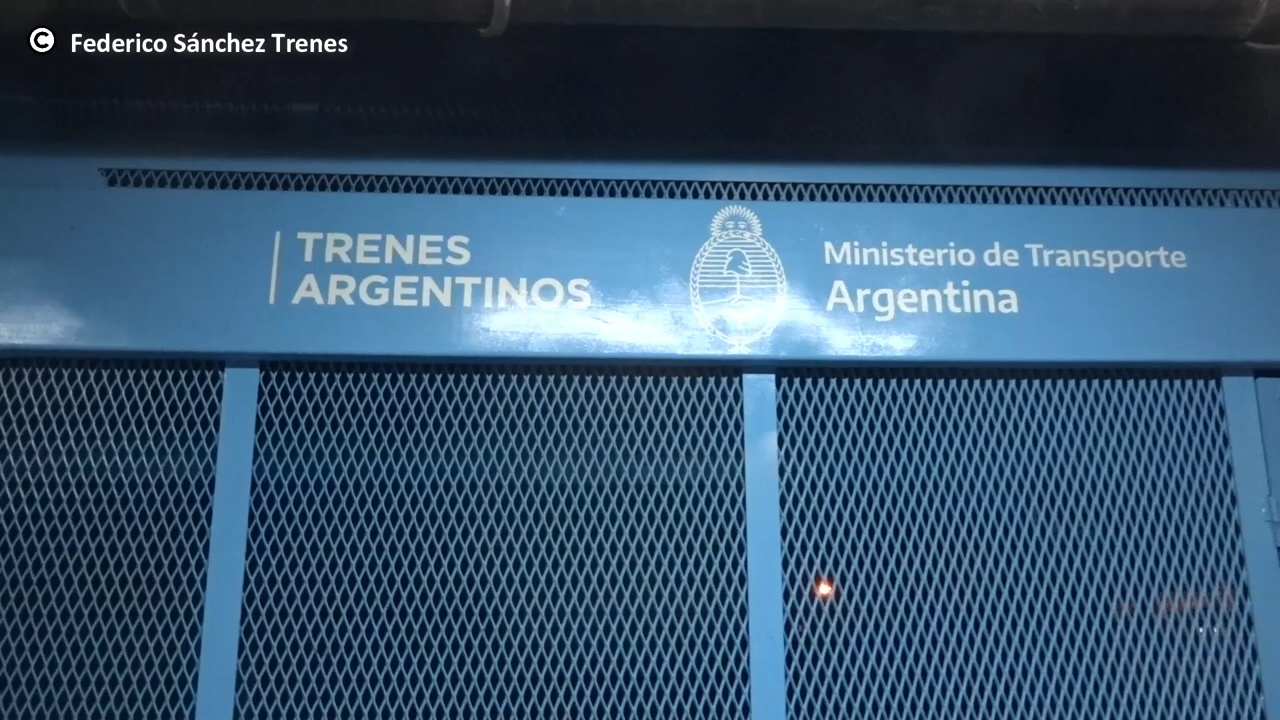 © Federico Sánchez Trenes
TRENES
ARGENTINOS
Ministerio de Transporte
Argentina